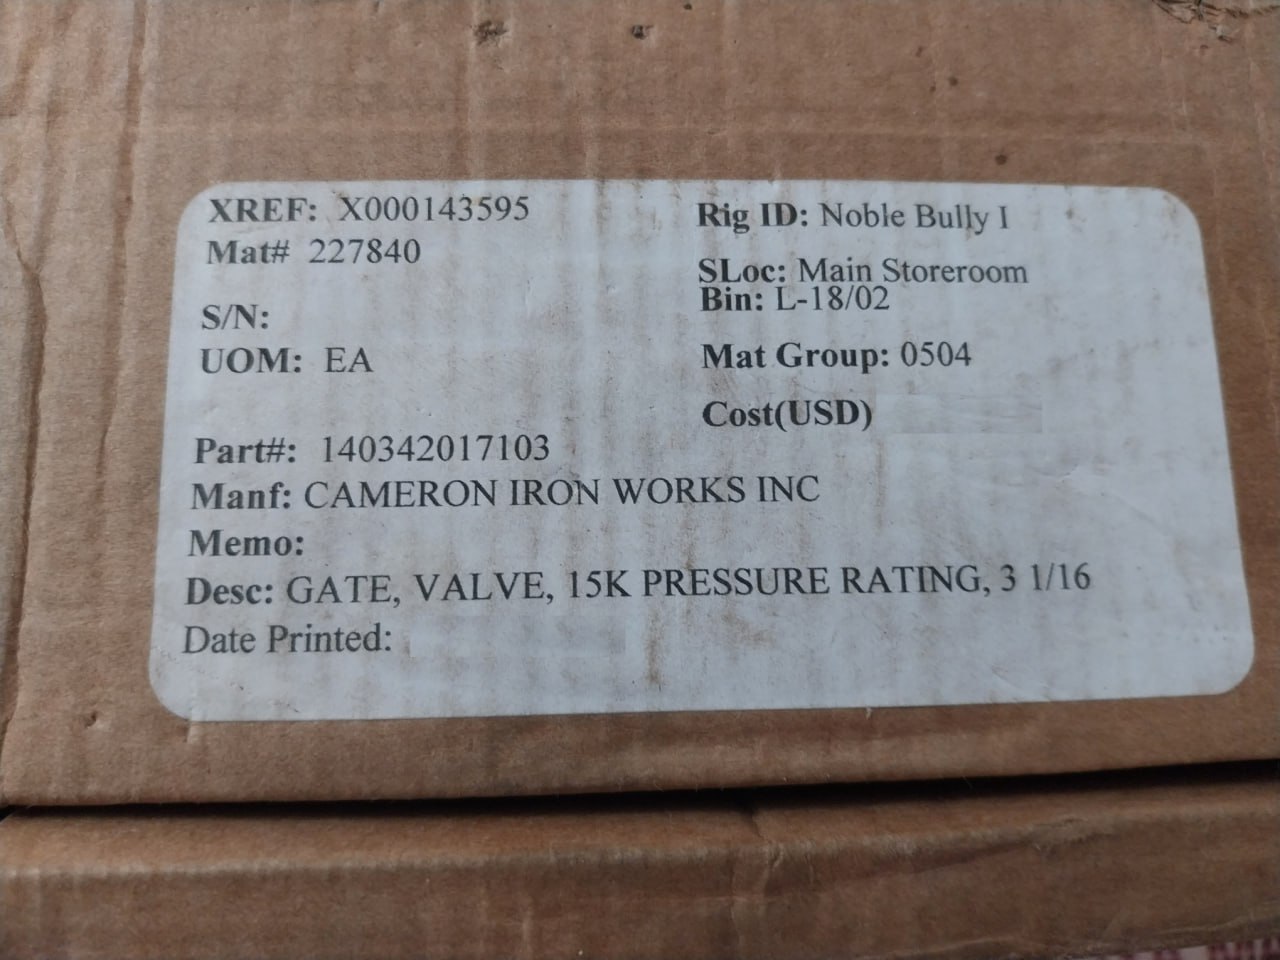 XREF: X000143595
Mat# 227840
S/N:
UOM: EA
Rig ID: Noble Bully I
SLoc: Main Storeroom
Bin: L-18/02
Mat Group: 0504
Cost(USD)
Part#: 140342017103
Manf: CAMERON IRON WORKS INC
Memo:
Desc: GATE, VALVE, 15K PRESSURE RATING, 3 1/16
Date Printed: